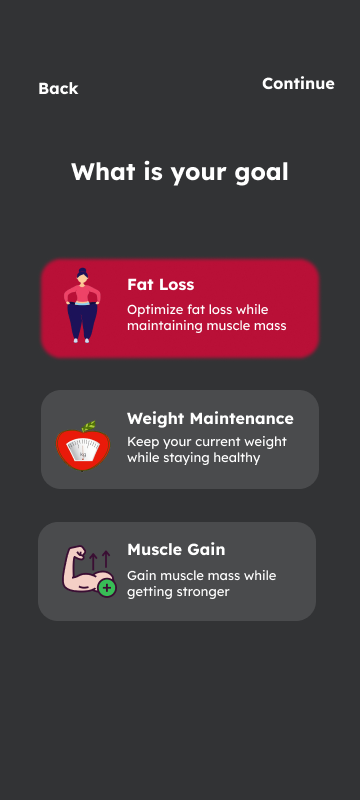 Back
Continue
What is your goal
Fat Loss
Optimize fat loss while
maintaining muscle mass
Weight Maintenance
Keep your current weight
while staying healthy
kg
Muscle Gain
Gain muscle mass while
getting stronger